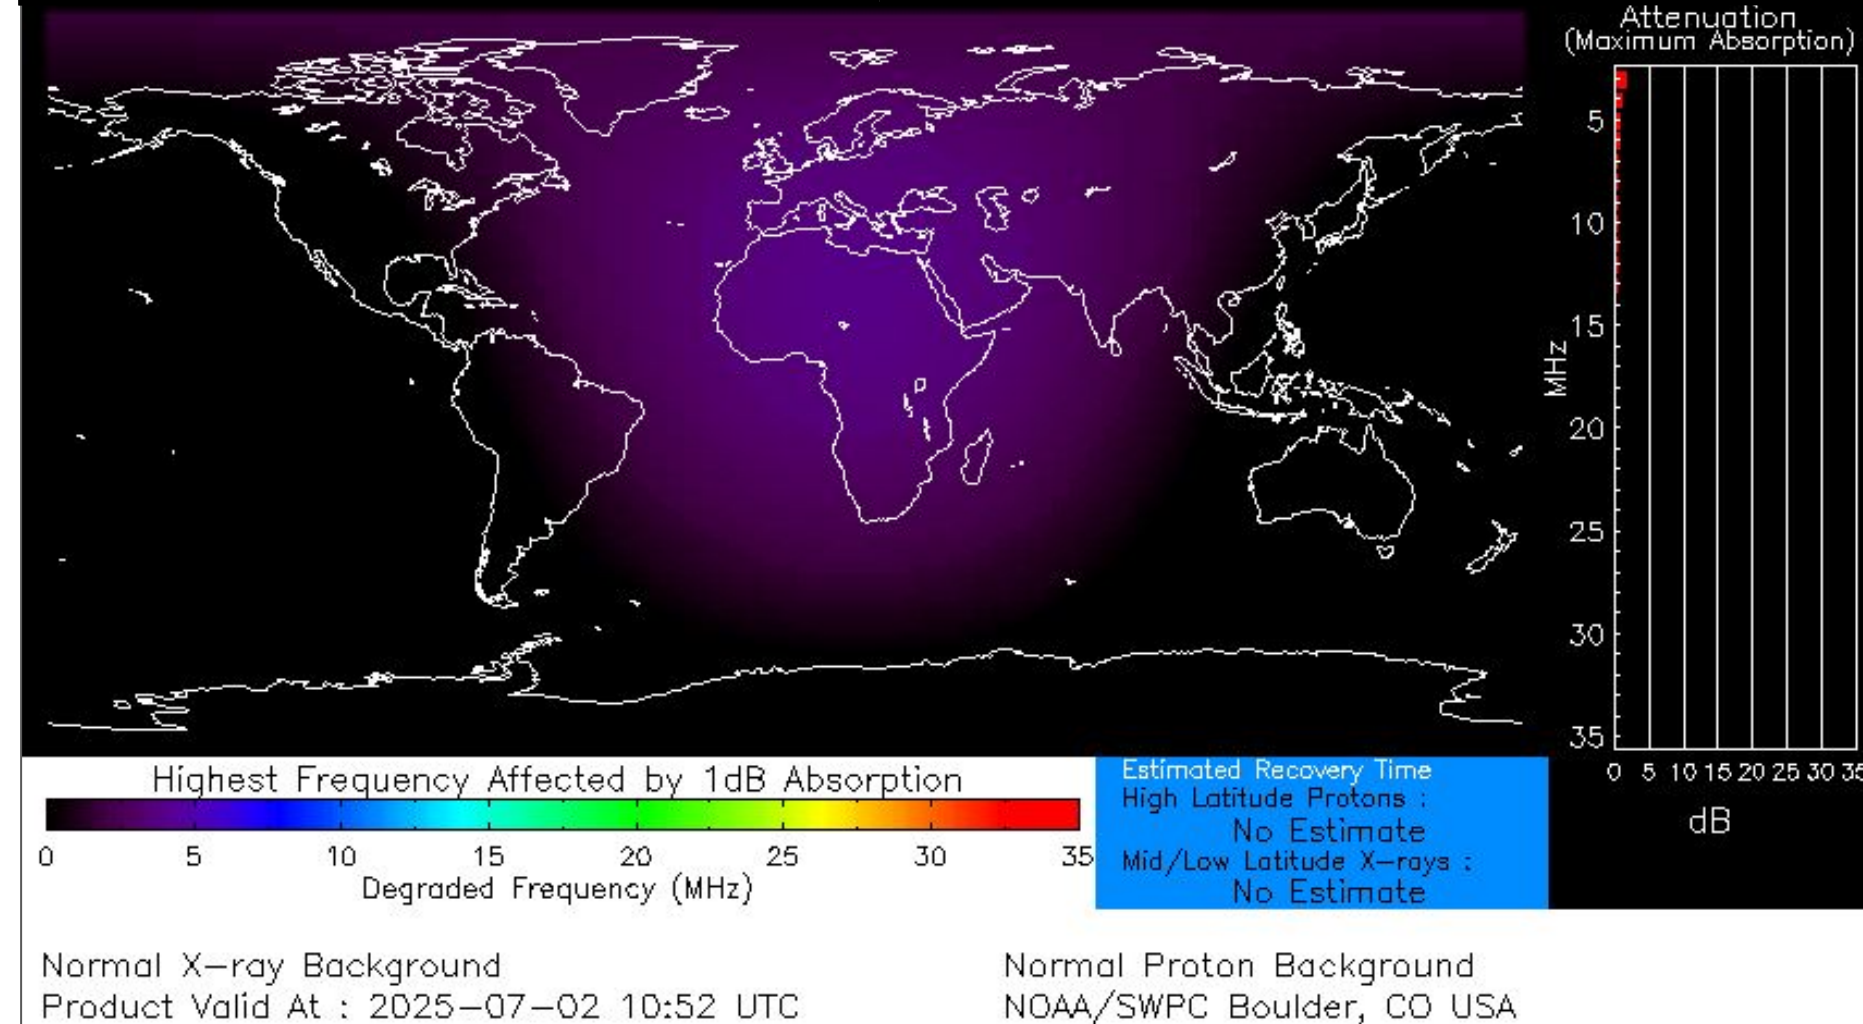 Attenuation
(Maximum Absorption)
5
10
15
20
25
30
35
MHz
0 5 10 15 20 25 30 35
dB
Highest Frequency Affected by 1dB Absorption
0 5 10 15 20 25 30 35
Degraded Frequency (MHz)
Estimated Recovery Time
High Latitude Protons :
No Estimate
Mid/Low Latitude X-rays :
No Estimate
Normal X-ray Background
Normal Proton Background
Product Valid At : 2025-07-02 10:52 UTC
NOAA/SWPC Boulder, CO USA